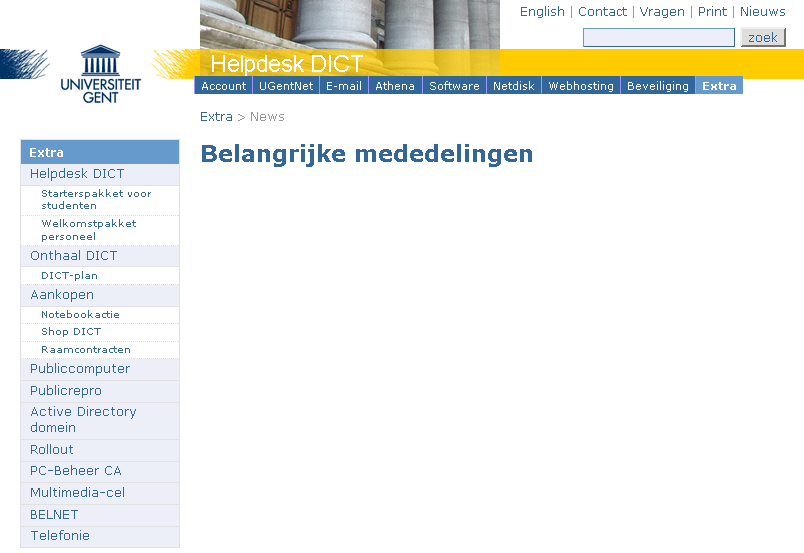 English | Contact | Vragen | Print | Nieuws
zoek
Helpdesk DICT
UNIVERSITEIT
GENT
Account | UGentNet | E-mail | Athena | Software | Netdisk | Webhosting | Beveiliging | Extra
Extra > News
Belangrijke mededelingen
Extra
Helpdesk DICT
Starterspakket voor
studenten
Welkomstpakket
personeel
Onthaal DICT
DICT-plan
Aankopen
Notebookactie
Shop DICT
Raamcontracten
Publiccomputer
Publicrepro
Active Directory
domein
Rollout
PC-Beheer CA
Multimedia-cel
BELNET
Telefonie